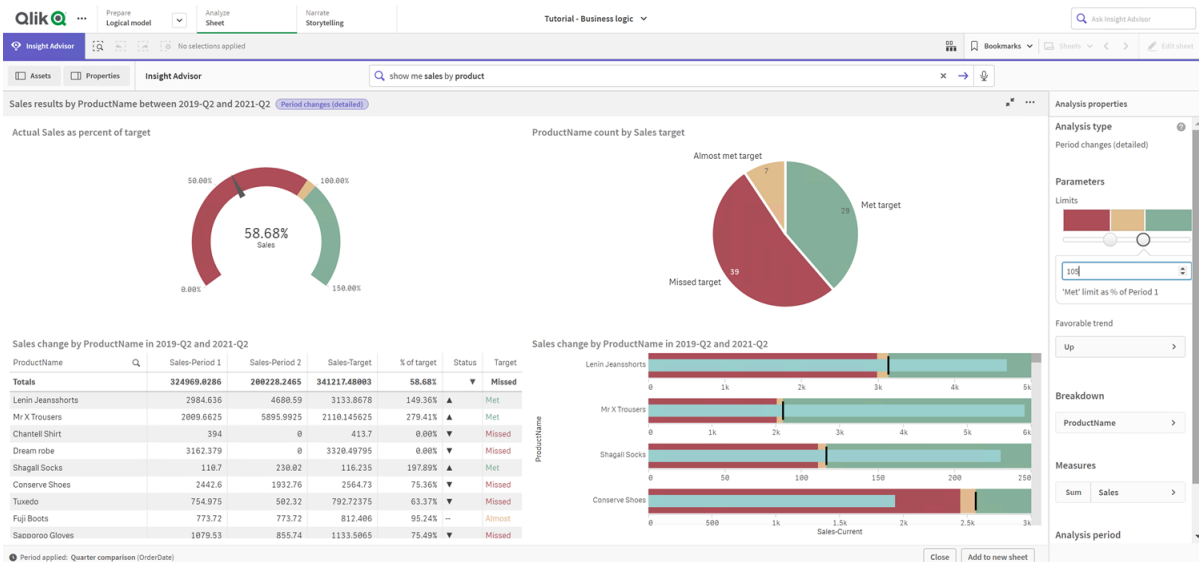 Qlik Q ...
Prepare
Logical model
Analyze
Sheet
Narrate
Storytelling
Tutorial - Business logic
Ask Insight Advisor
Insight Advisor
No selections applied
Bookmarks
Sheets
Edit sheet
Assets
Properties
Insight Advisor
show me sales by product
Sales results by ProductName between 2019-Q2 and 2021-Q2 Period changes (detailed)
Actual Sales as percent of target
50.00%
100.00%
58.68%
Sales
0.00%
150.00%
ProductName count by Sales target
Almost met target
7
Met target
29
39
Missed target
Sales change by ProductName in 2019-Q2 and 2021-Q2
ProductName Sales-Period 1 Sales-Period 2 Sales-Target % of target Status Target
Totals 324969.0286 200228.2465 341217.48003 58.68% ▼ Missed
Lenin Jeansshorts 2984.636 4680.59 3133.8678 149.36% ▲ Met
Mr X Trousers 2009.6625 5895.9925 2110.145625 279.41% ▲ Met
Chantell Shirt 394 0 413.7 0.00% ▼ Missed
Dream robe 3162.379 0 3320.49795 0.00% ▼ Missed
Shagall Socks 110.7 230.02 116.235 197.89% ▲ Met
Conserve Shoes 2442.6 1932.76 2564.73 75.36% ▼ Missed
Tuxedo 754.975 502.32 792.72375 63.37% ▼ Missed
Fuji Boots 773.72 773.72 812.406 95.24% -- Almost
Sapporoo Gloves 1079.53 855.74 1133.5065 75.49% ▼ Missed
Sales change by ProductName in 2019-Q2 and 2021-Q2
ProductName
Lenin Jeansshorts
0 1k 2k 3k 4k 5k
Mr X Trousers
0 1k 2k 3k 4k 5k 6k
Shagall Socks
0 50 100 150 200 250
Conserve Shoes
0 500 1k 1.5k 2k 2.5k 3k
Sales-Current
Analysis properties
Analysis type
Period changes (detailed)
Parameters
Limits
105
'Met' limit as % of Period 1
Favorable trend
Up
Breakdown
ProductName
Measures
Sum Sales
Analysis period
Period applied: Quarter comparison (OrderDate)
Close
Add to new sheet